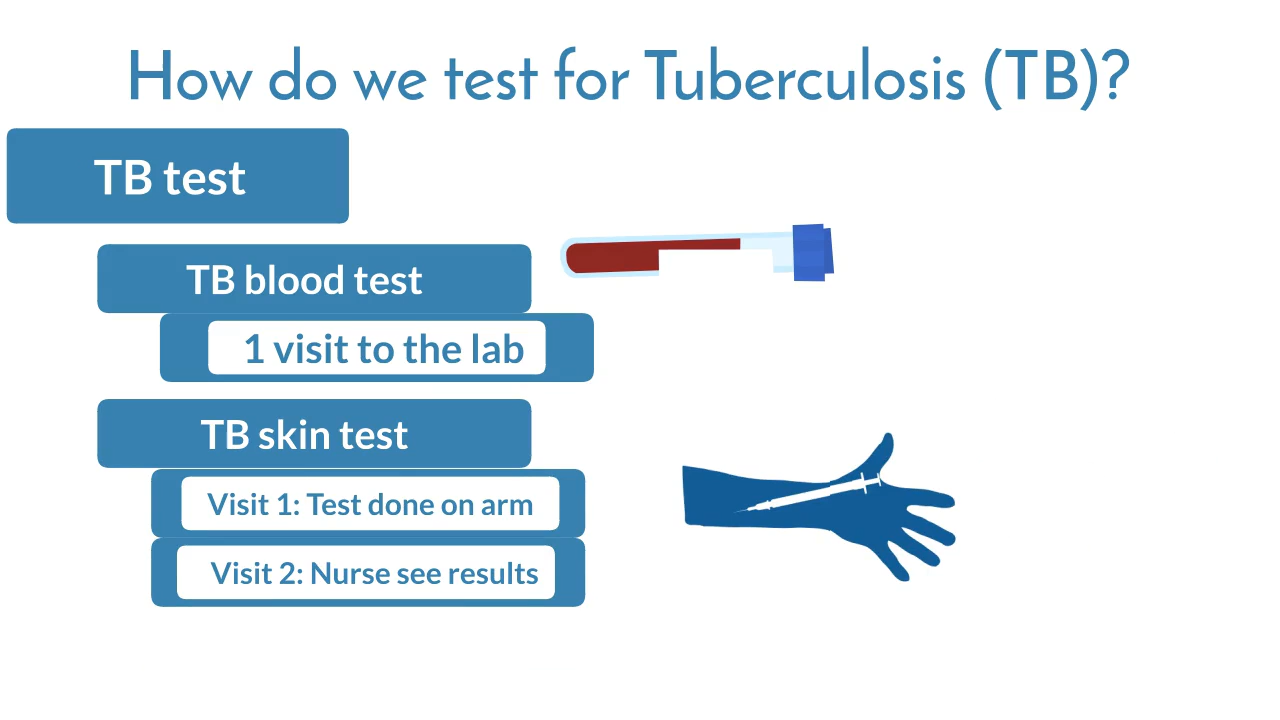 How do we test for Tuberculosis (TB)?
TB test
TB blood test
1 visit to the lab
TB skin test
Visit 1: Test done on arm
Visit 2: Nurse see results